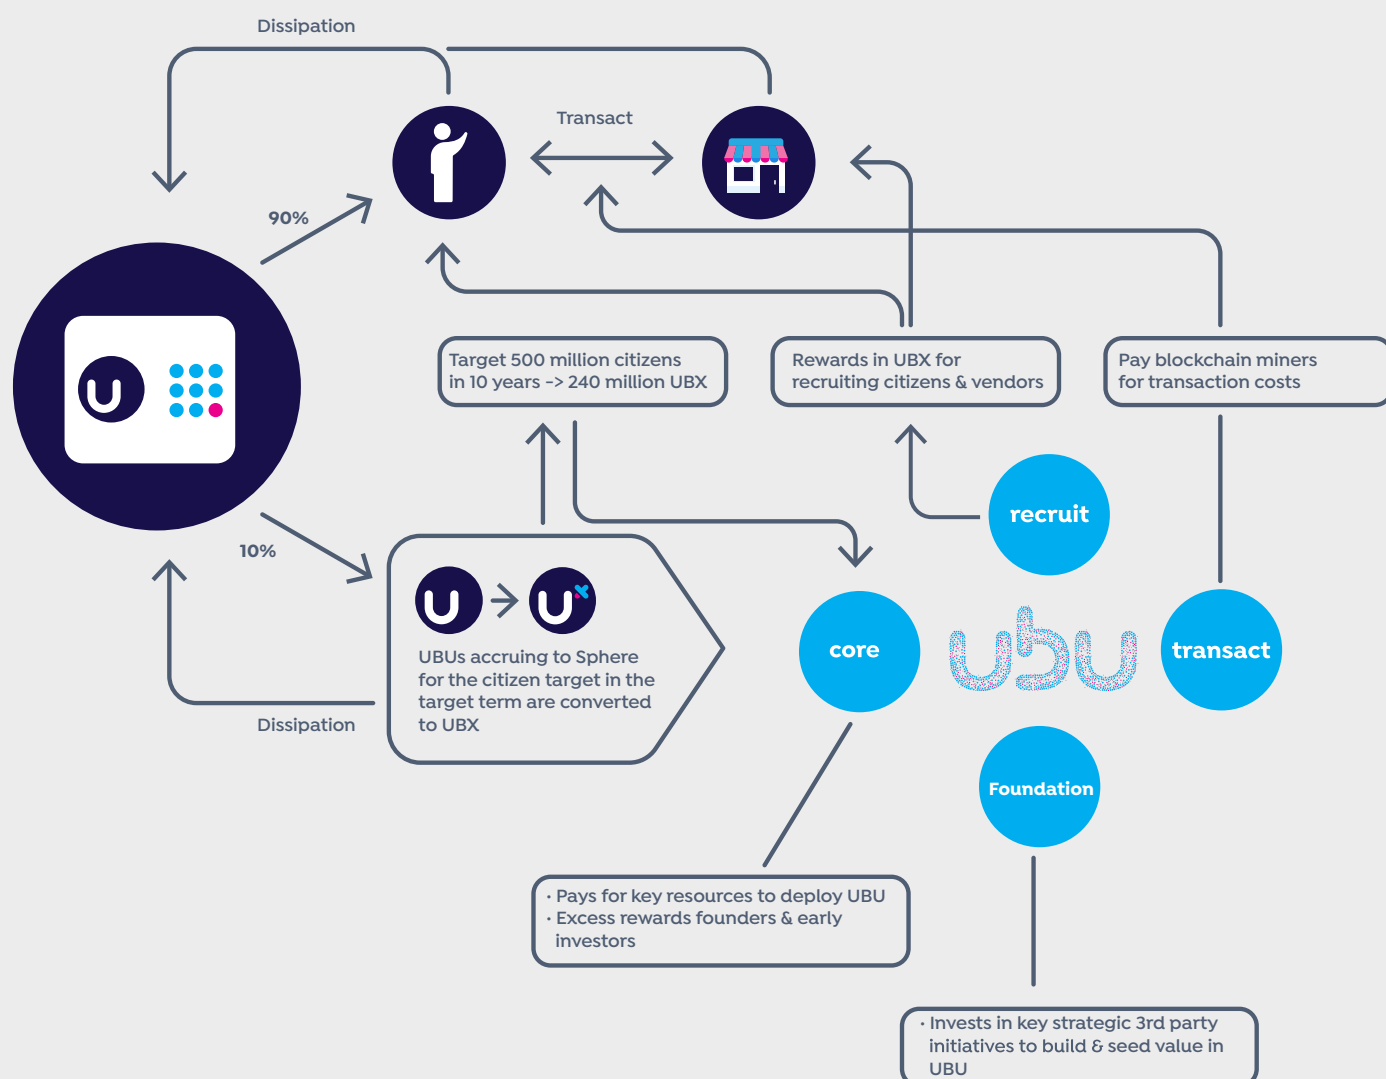 Dissipation
Transact
90%
Target 500 million citizens
in 10 years -> 240 million UBX
Rewards in UBX for
recruiting citizens & vendors
Pay blockchain miners
for transaction costs
U
recruit
10%
U
U
UBUs accruing to Sphere
for the citizen target in the
target term are converted
to UBX
core
ubu
transact
Dissipation
Foundation
· Pays for key resources to deploy UBU
· Excess rewards founders & early
investors
· Invests in key strategic 3rd party
initiatives to build & seed value in
UBU